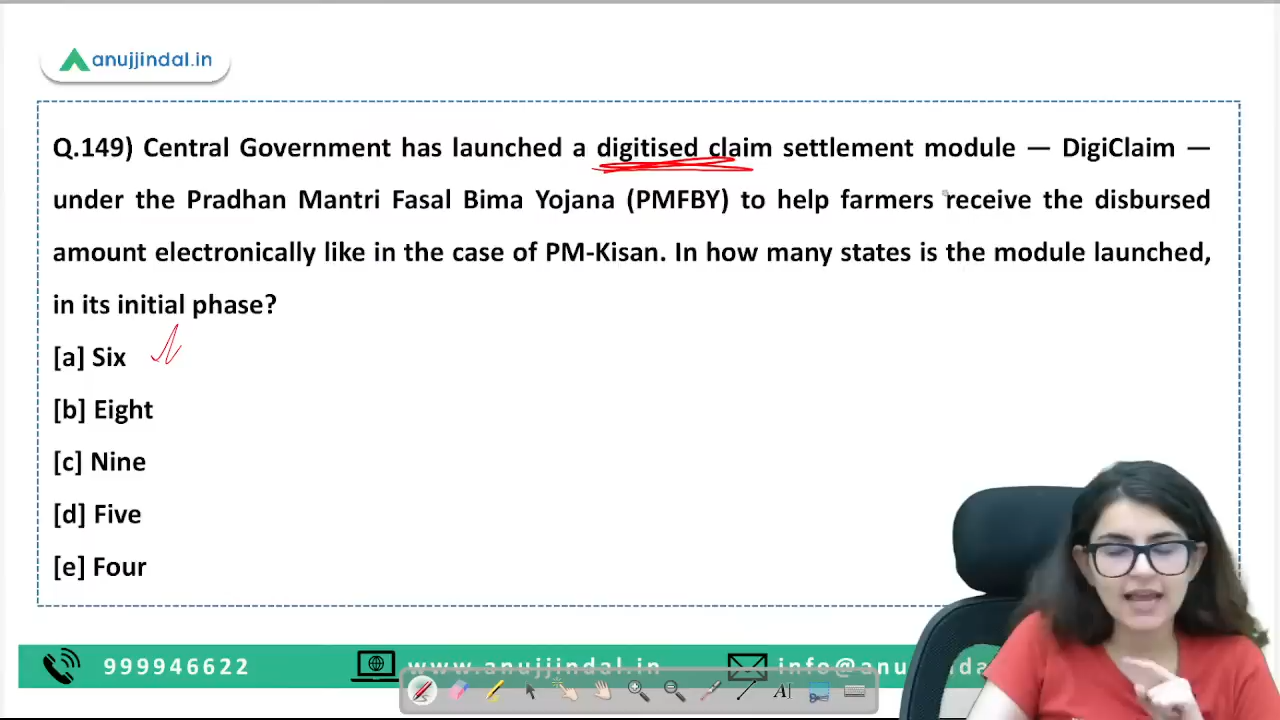 anujjindal.in
Q.149) Central Government has launched a digitised claim settlement module — DigiClaim —
under the Pradhan Mantri Fasal Bima Yojana (PMFBY) to help farmers receive the disbursed
amount electronically like in the case of PM-Kisan. In how many states is the module launched,
in its initial phase?
[a] Six
[b] Eight
[c] Nine
[d] Five
[e] Four
999946622 www.anujjindal.in
A